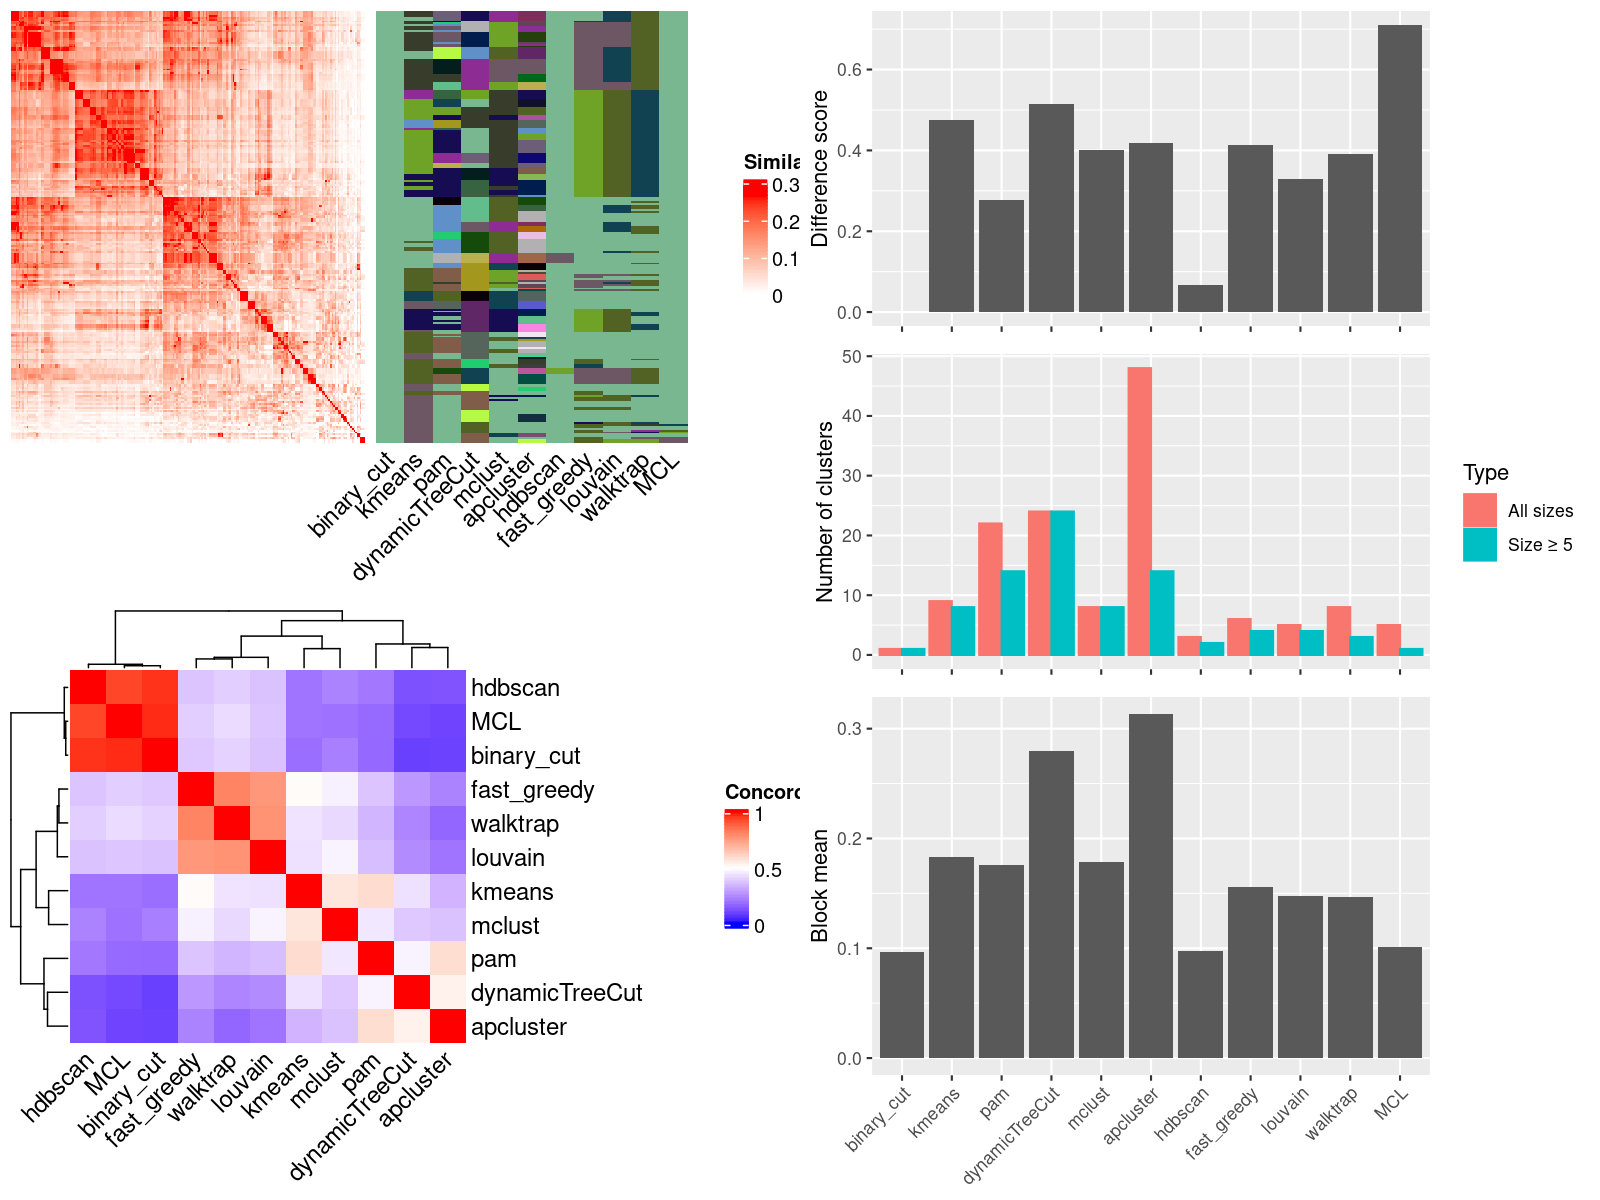 Simila
0.3
0.2
0.1
0
binary_cut
kmeans
pam
dynamicTreeCut
mclust
apcluster
hdbscan
fast_greedy
louvain
walktrap
MCL
hdbscan
MCL
binary_cut
fast_greedy
walktrap
louvain
kmeans
mclust
pam
dynamicTreeCut
apcluster
hdbscan
MCL
binary_cut
fast_greedy
walktrap
louvain
kmeans
mclust
pam
dynamicTreeCut
apcluster
Concorc
1
0.5
0
Difference score
0.6
0.4
0.2
0.0
Number of clusters
50
40
30
20
10
0
Type
All sizes
Size ≥ 5
Block mean
0.3
0.2
0.1
0.0
binary_cut
kmeans
pam
dynamicTreeCut
mclust
apcluster
hdbscan
fast_greedy
louvain
walktrap
MCL